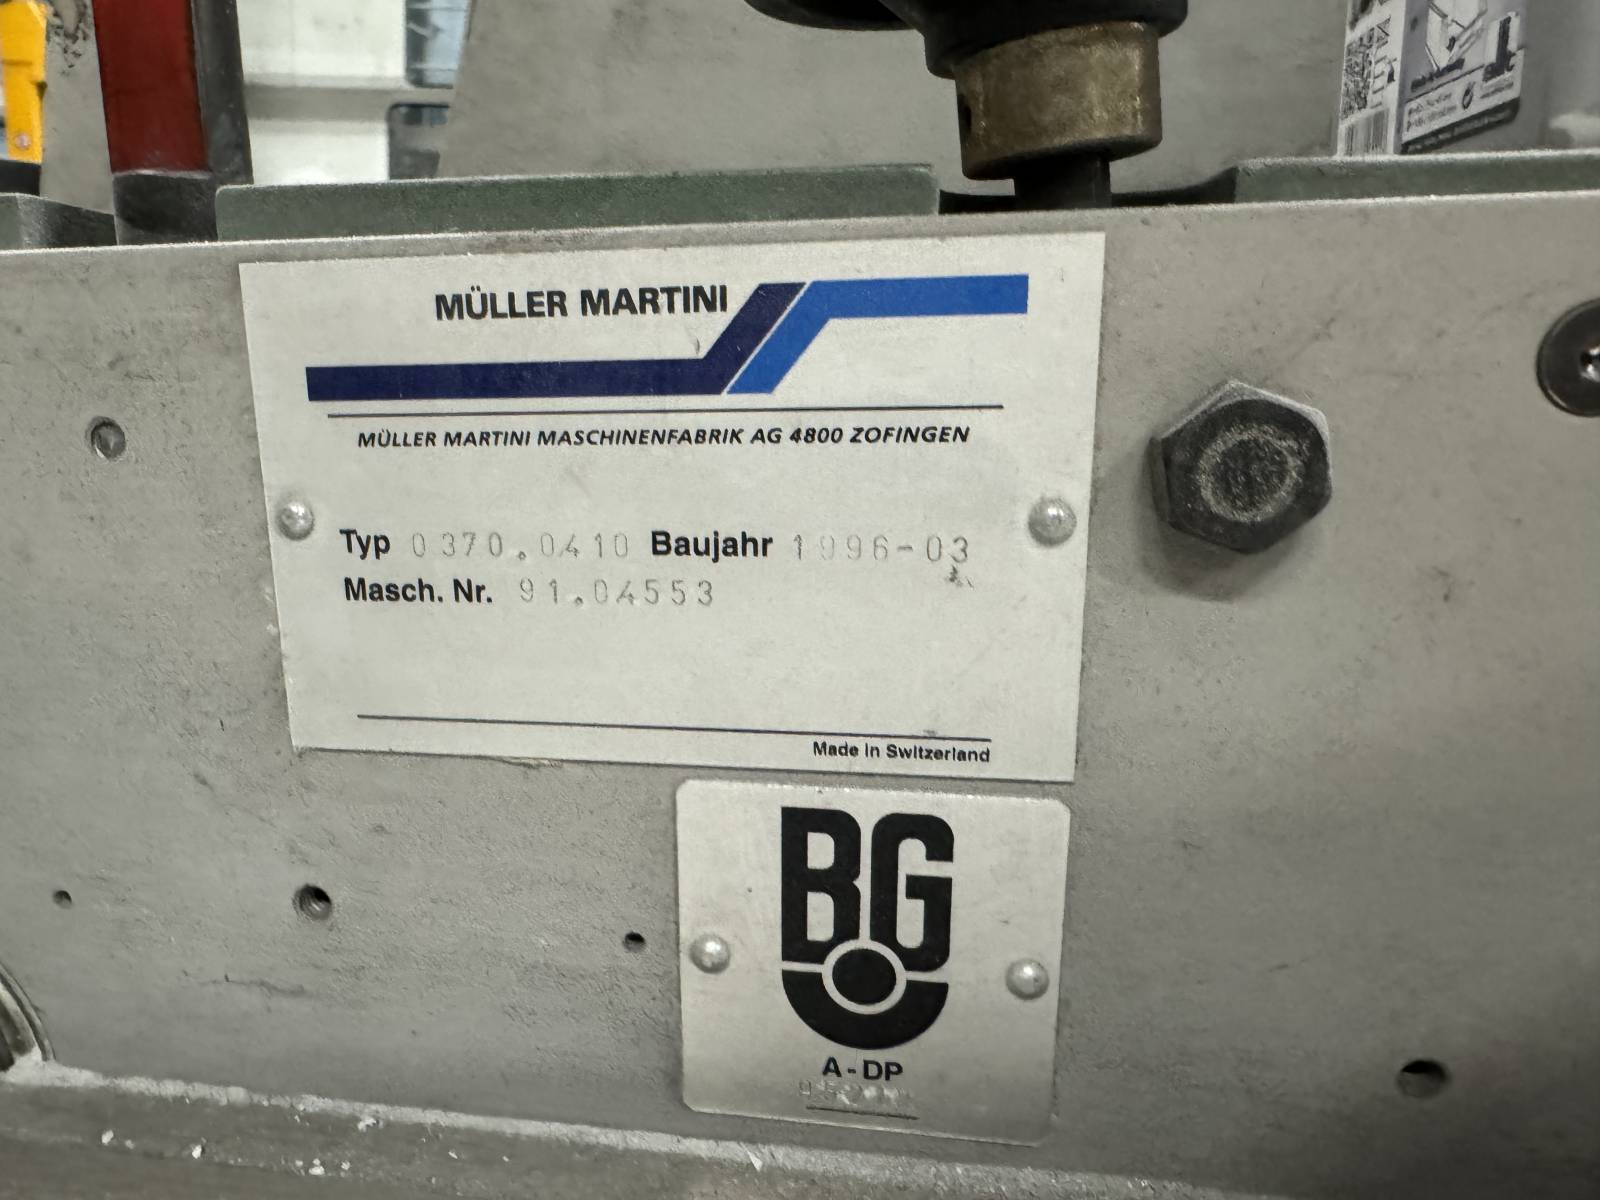 MÜLLER MARTINI
MÜLLER MARTINI MASCHINENFABRIK AG 4800 ZOFINGEN
Typ 0370.0410 Baujahr 1996-03
Masch. Nr. 91.04553
Made in Switzerland
BG
A-DP